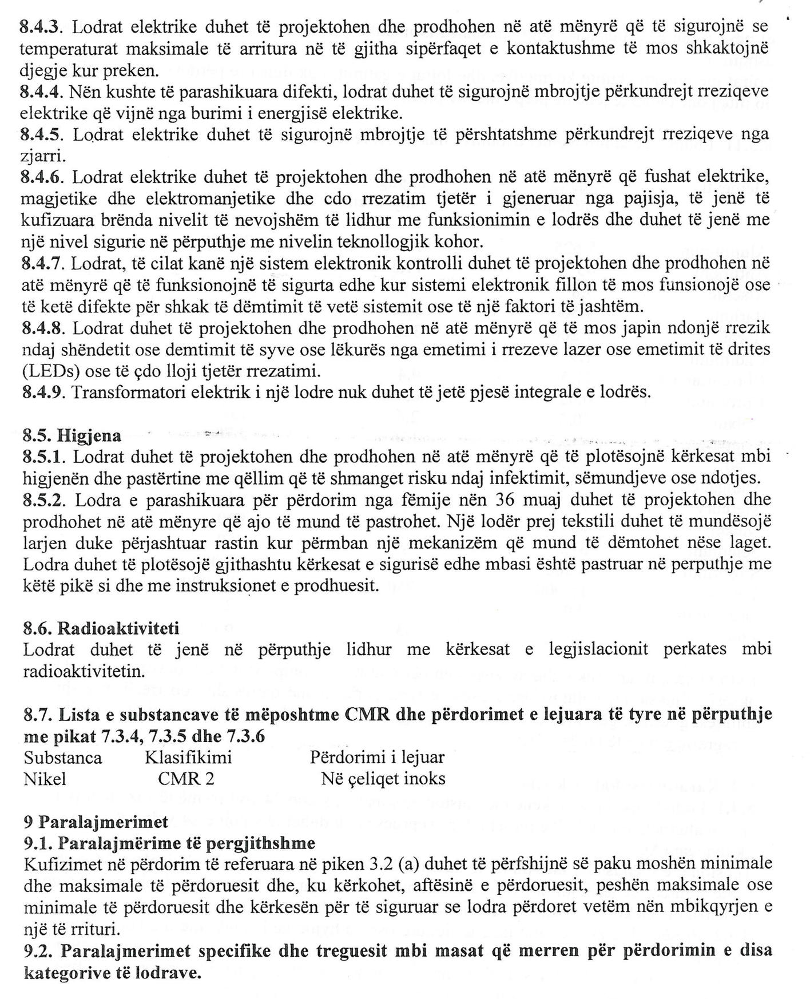 8.4.3. Lodrat elektrike duhet të projektohen dhe prodhohen në atë mënyrë që të sigurojnë se
temperaturat maksimale të arritura në të gjitha sipërfaqet e kontaktushme të mos shkaktojnë
djegje kur preken.
8.4.4. Nën kushte të parashikuara difekti, lodrat duhet të sigurojnë mbrojtje përkundrejt rreziqeve
elektrike që vijnë nga burimi i energjisë elektrike.
8.4.5. Lodrat elektrike duhet të sigurojnë mbrojtje të përshtatshme përkundrejt rreziqeve nga
zjarri.
8.4.6. Lodrat elektrike duhet të projektohen dhe prodhohen në atë mënyrë që fushat elektrike,
magjetike dhe elektromanjetike dhe cdo rrezatim tjetër i gjeneruar nga pajisja, të jenë të
kufizuara brënda nivelit të nevojshëm të lidhur me funksionimin e lodrës dhe duhet të jenë me
një nivel sigurie në përputhje me nivelin teknollogjik kohor.
8.4.7. Lodrat, të cilat kanë një sistem elektronik kontrolli duhet të projektohen dhe prodhohen në
atë mënyrë që të funksionojnë të sigurta edhe kur sistemi elektronik fillon të mos funsionojë ose
të ketë difekte për shkak të dëmtimit të vetë sistemit ose të një faktori të jashtëm.
8.4.8. Lodrat duhet të projektohen dhe prodhohen në atë mënyrë që të mos japin ndonjë rrezik
ndaj shëndetit ose demtimit të syve ose lëkurës nga emetimi i rrezeve lazer ose emetimit të drites
(LEDs) ose të çdo lloji tjetër rrezatimi.
8.4.9. Transformatori elektrik i një lodre nuk duhet të jetë pjesë integrale e lodrës.
8.5. Higjena
8.5.1. Lodrat duhet të projektohen dhe prodhohen në atë mënyrë që të plotësojnë kërkesat mbi
higjenën dhe pastërtine me qëllim që të shmanget risku ndaj infektimit, sëmundjeve ose ndotjes.
8.5.2. Lodra e parashikuara për përdorim nga fëmije nën 36 muaj duhet të projektohen dhe
prodhohet në atë mënyre që ajo të mund të pastrohet. Një lodër prej tekstili duhet të mundësojë
larjen duke përjashtuar rastin kur përmban një mekanizëm që mund të dëmtohet nëse laget.
Lodra duhet të plotësojë gjithashtu kërkesat e sigurisë edhe mbasi është pastruar në perputhje me
këtë pikë si dhe me instruksionet e prodhuesit.
8.6. Radioaktiviteti
Lodrat duhet të jenë në përputhje lidhur me kërkesat e legjislacionit perkates mbi
radioaktivitetin.
8.7. Lista e substancave të mëposhtme CMR dhe përdorimet e lejuara të tyre në përputhje
me pikat 7.3.4, 7.3.5 dhe 7.3.6
Substanca Klasifikimi Përdorimi i lejuar
Nikel CMR 2 Në çeliqet inoks
9 Paralajmerimet
9.1. Paralajmërime të pergjithshme
Kufizimet në përdorim të referuara në piken 3.2 (a) duhet të përfshijnë së paku moshën minimale
dhe maksimale të përdoruesit dhe, ku kërkohet, aftësinë e përdoruesit, peshën maksimale ose
minimale të përdoruesit dhe kërkesën për të siguruar se lodra përdoret vetëm nën mbikqyrjen e
një të rrituri.
9.2. Paralajmerimet specifike dhe treguesit mbi masat që merren për përdorimin e disa
kategorive të lodrave.